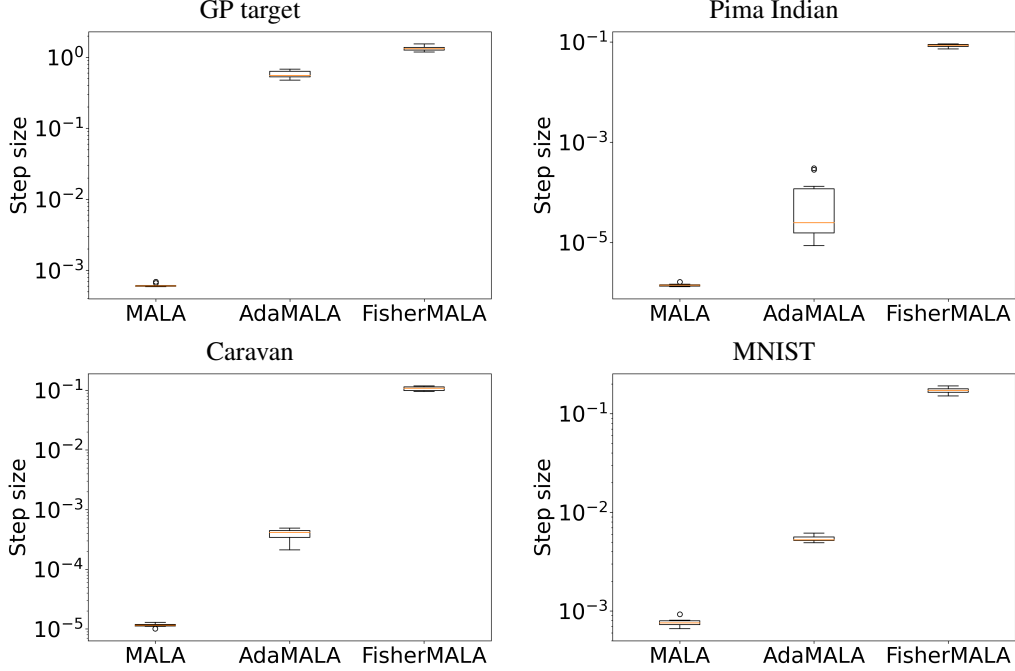 GP target
Step size
10^0
10^-1
10^-2
10^-3
MALA AdaMALA FisherMALA
Pima Indian
Step size
10^-1
10^-3
10^-5
MALA AdaMALA FisherMALA
Caravan
Step size
10^-1
10^-2
10^-3
10^-4
10^-5
MALA AdaMALA FisherMALA
MNIST
Step size
10^-1
10^-2
10^-3
MALA AdaMALA FisherMALA